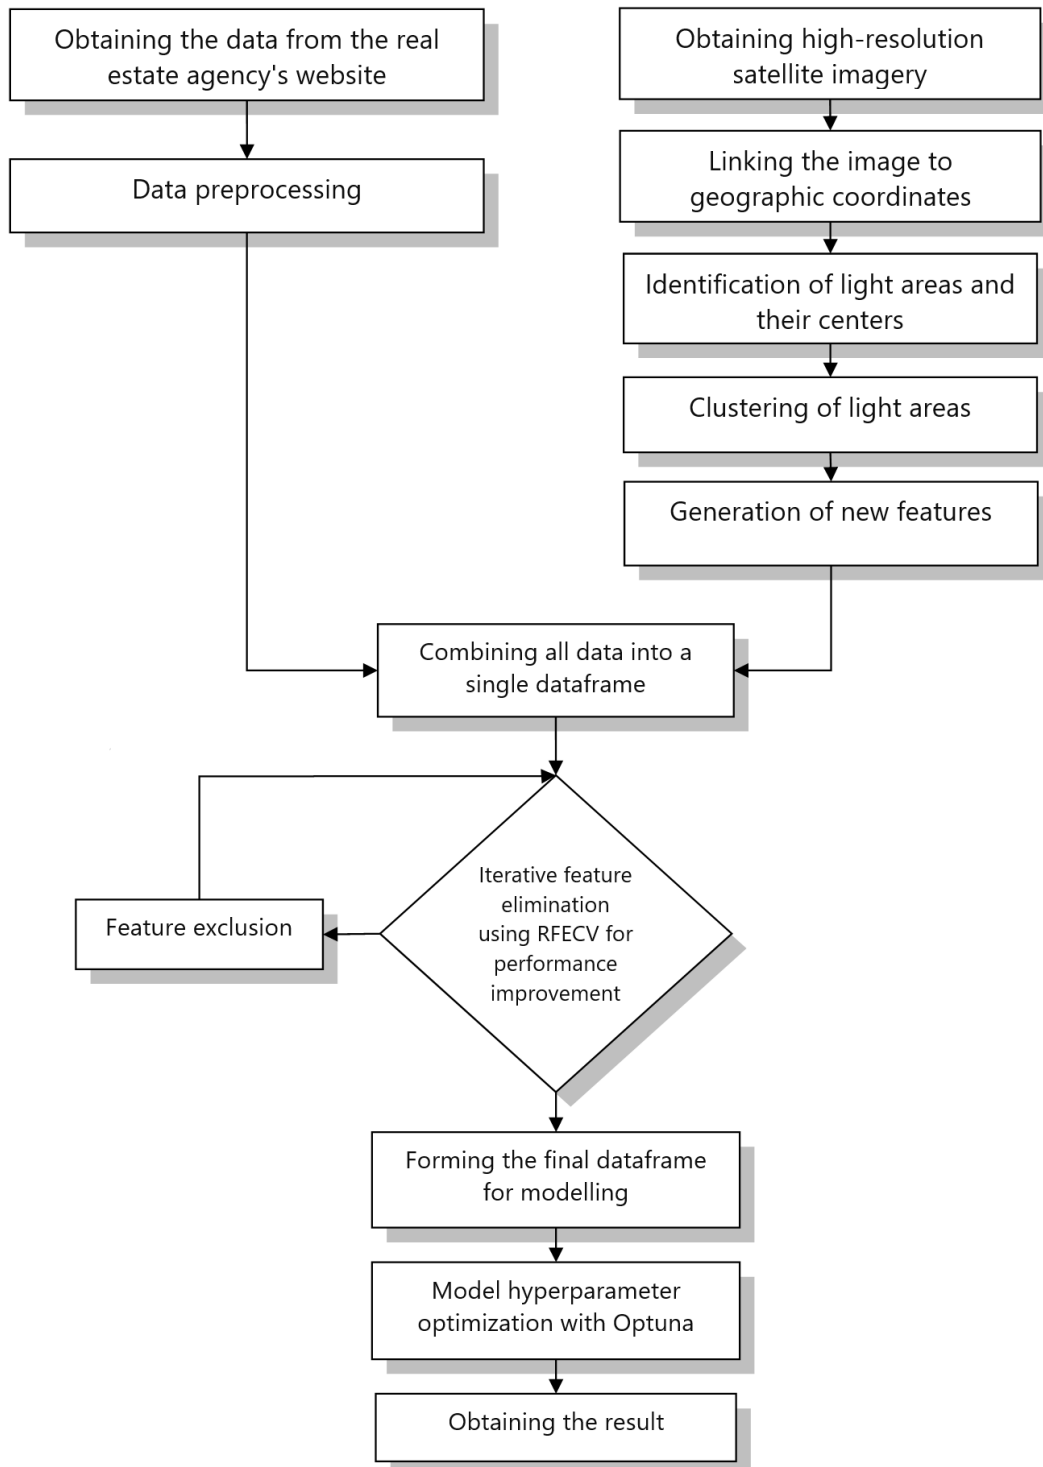 Obtaining the data from the real
estate agency's website
Data preprocessing
Obtaining high-resolution
satellite imagery
Linking the image to
geographic coordinates
Identification of light areas and
their centers
Clustering of light areas
Generation of new features
Combining all data into a
single dataframe
Iterative feature
elimination
using RFECV for
performance
improvement
Feature exclusion
Forming the final dataframe
for modelling
Model hyperparameter
optimization with Optuna
Obtaining the result